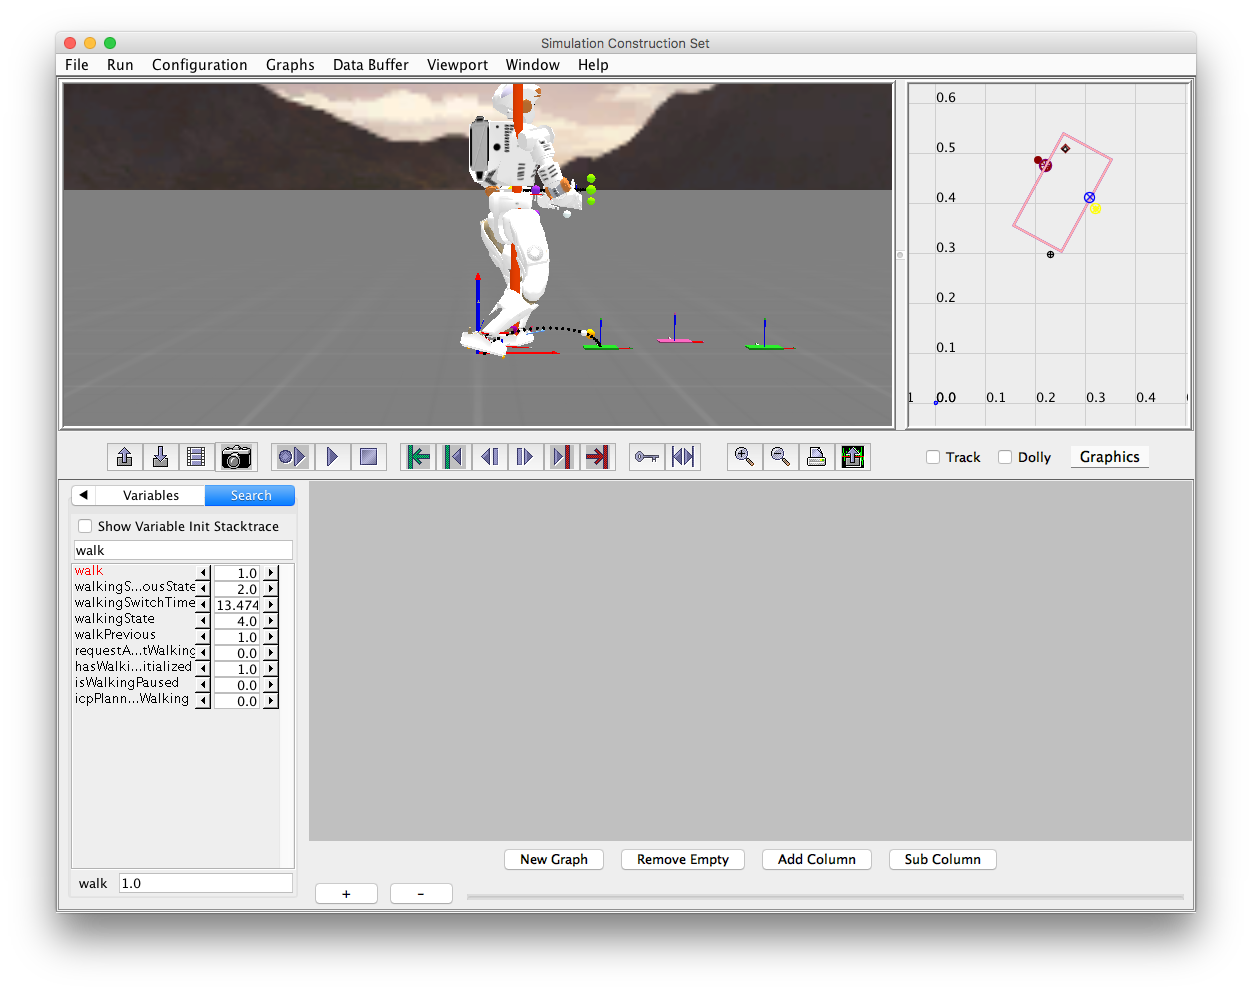 Simulation Construction Set
File Run Configuration Graphs Data Buffer Viewport Window Help
0.6
0.5
0.4
0.3
0.2
0.1
1 0.0 0.1 0.2 0.3 0.4
Track Dolly Graphics
Variables Search
Show Variable Init Stacktrace
walk
walk 1.0
walkingS...ousState 2.0
walkingSwitchTime 13.474
walkingState 4.0
walkPrevious 1.0
requestA...tWalking 0.0
hasWalki...itialized 1.0
isWalkingPaused 0.0
icpPlann...Walking 0.0
New Graph Remove Empty Add Column Sub Column
walk 1.0
+ -